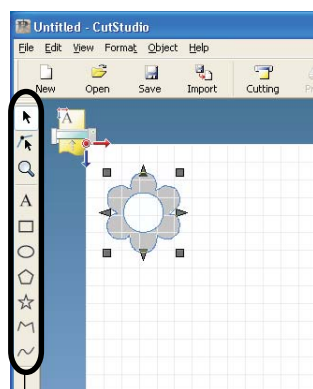 Untitled - CutStudio
File Edit View Format Object Help
New Open Save Import Cutting
A
A